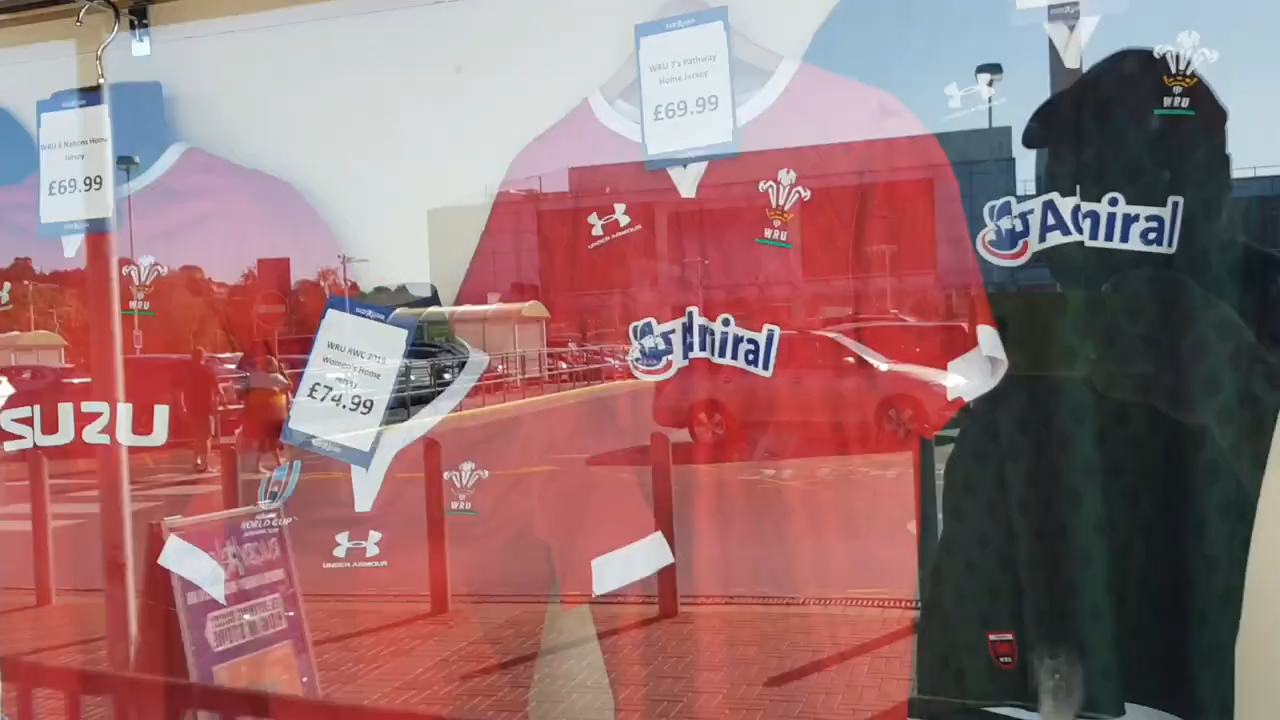 WRU 6 Nations Home
Jersey
£69.99
WRU 7's Pathway
Home Jersey
£69.99
WRU
UNDER ARMOUR
WRU
WRU
Admiral
Admiral
WRU RWC 2019
Women's Home
Jersey
£74.99
SUZU
WRU
UNDER ARMOUR
WORLD CUP
WRU